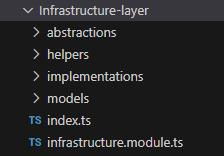 Infrastructure-layer
abstractions
helpers
implementations
models
TS index.ts
TS infrastructure.module.ts